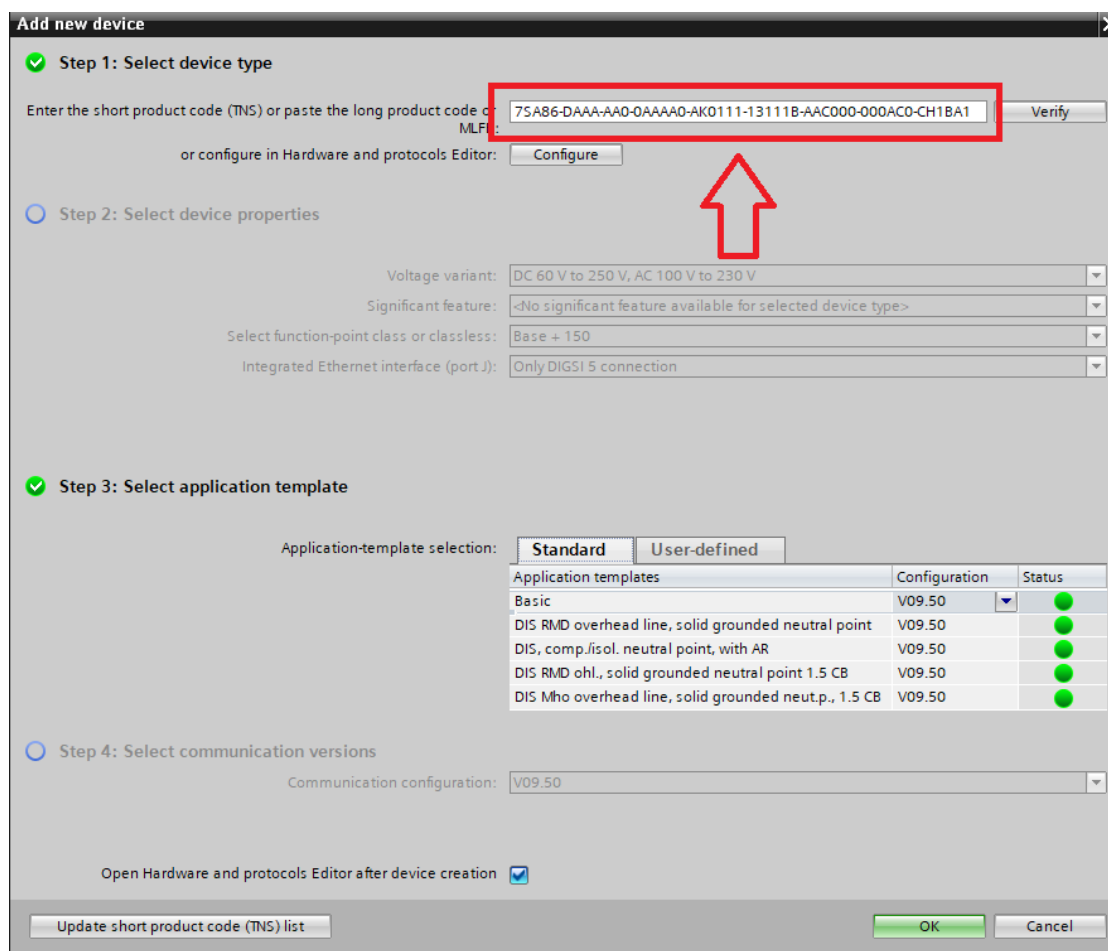 Add new device
Step 1: Select device type
Enter the short product code (TNS) or paste the long product code or
MLFB:
7SA86-DAAA-AA0-0AAAA0-AK0111-13111B-AAC000-000AC0-CH1BA1
Verify
or configure in Hardware and protocols Editor:
Configure
Step 2: Select device properties
Voltage variant:
DC 60 V to 250 V, AC 100 V to 230 V
Significant feature:
<No significant feature available for selected device type>
Select function-point class or classless:
Base + 150
Integrated Ethernet interface (port J):
Only DIGSI 5 connection
Step 3: Select application template
Application-template selection:
Standard
User-defined
Application templates Configuration Status
Basic V09.50
DIS RMD overhead line, solid grounded neutral point V09.50
DIS, comp./isol. neutral point, with AR V09.50
DIS RMD ohl., solid grounded neutral point 1.5 CB V09.50
DIS Mho overhead line, solid grounded neut.p., 1.5 CB V09.50
Step 4: Select communication versions
Communication configuration:
V09.50
Open Hardware and protocols Editor after device creation
Update short product code (TNS) list
OK
Cancel